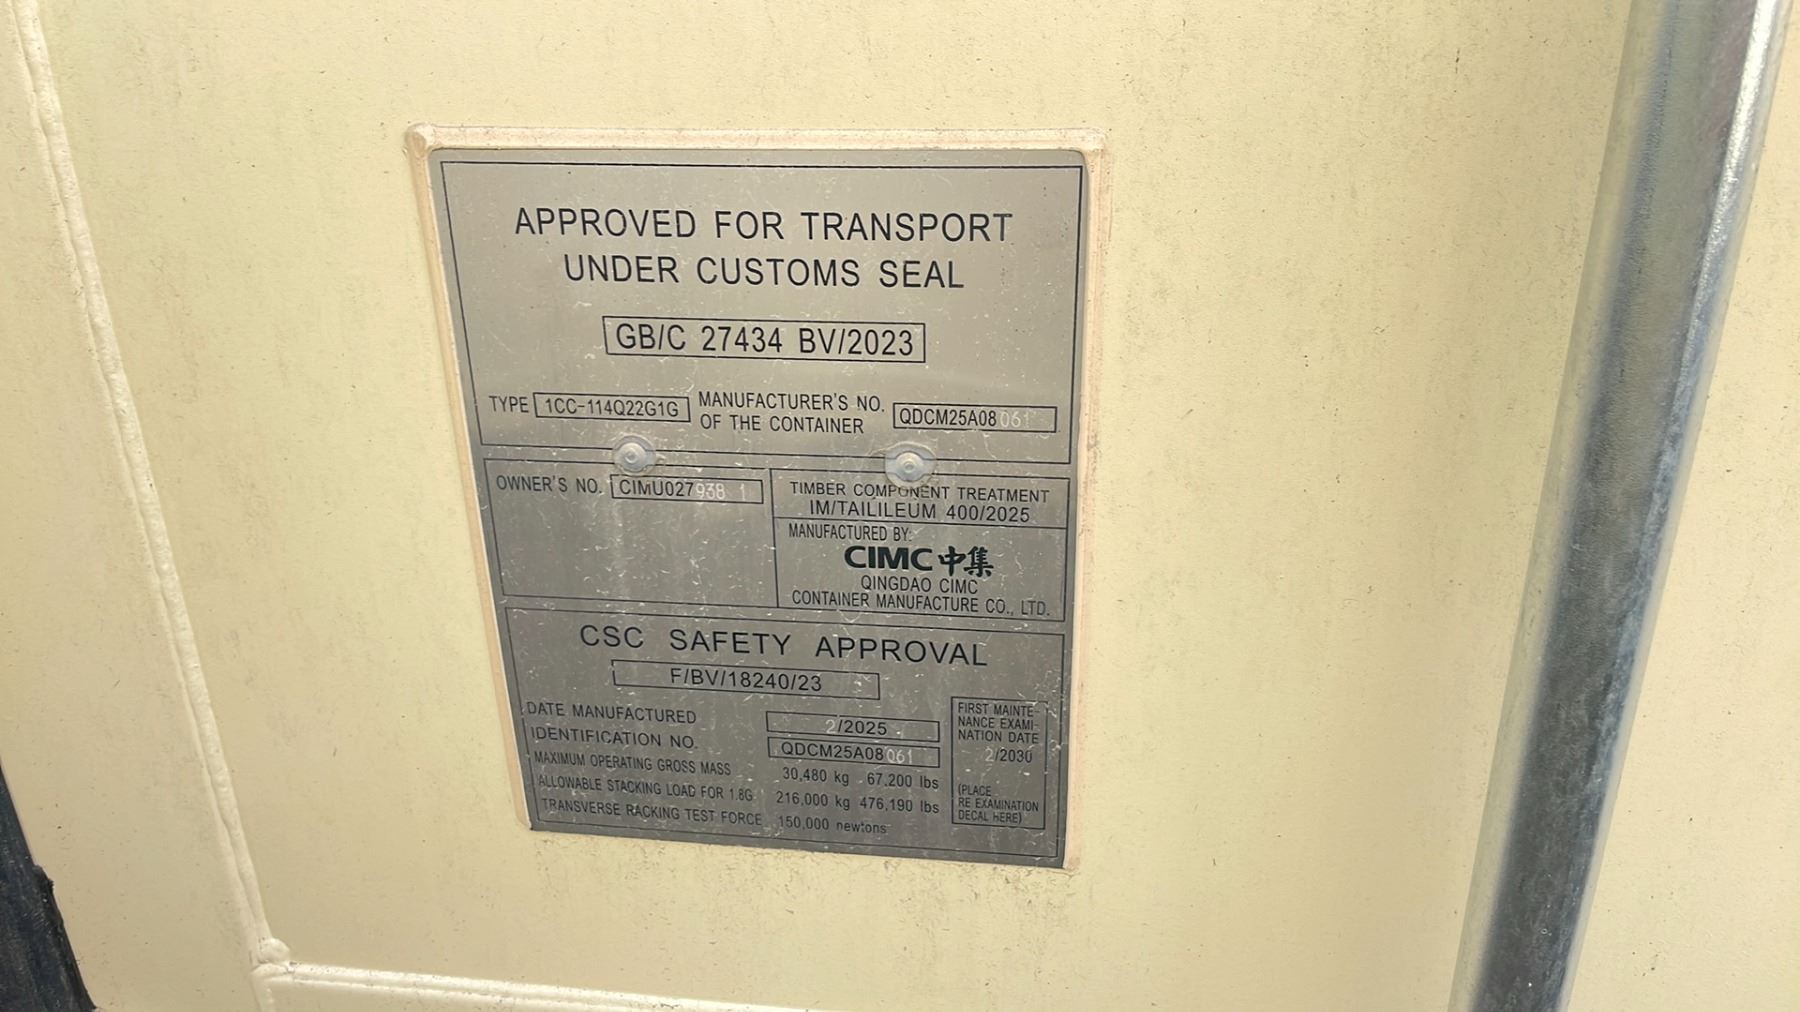 APPROVED FOR TRANSPORT
UNDER CUSTOMS SEAL
GB/C 27434 BV/2023
TYPE 1CC-114Q22G1G MANUFACTURER'S NO. OF THE CONTAINER QDCM25A08061
OWNER'S NO. CIMU027938 1
TIMBER COMPONENT TREATMENT
IM/TAILILEUM 400/2025
MANUFACTURED BY:
CIMC中集
QINGDAO CIMC
CONTAINER MANUFACTURE CO., LTD.
CSC SAFETY APPROVAL
F/BV/18240/23
DATE MANUFACTURED 2/2025
IDENTIFICATION NO. QDCM25A08061
MAXIMUM OPERATING GROSS MASS 30,480 kg 67,200 lbs
ALLOWABLE STACKING LOAD FOR 1.8G 216,000 kg 476,190 lbs
TRANSVERSE RACKING TEST FORCE 150,000 newtons
FIRST MAINTE-
NANCE EXAMI-
NATION DATE
2/2030
(PLACE
RE EXAMINATION
DECAL HERE)